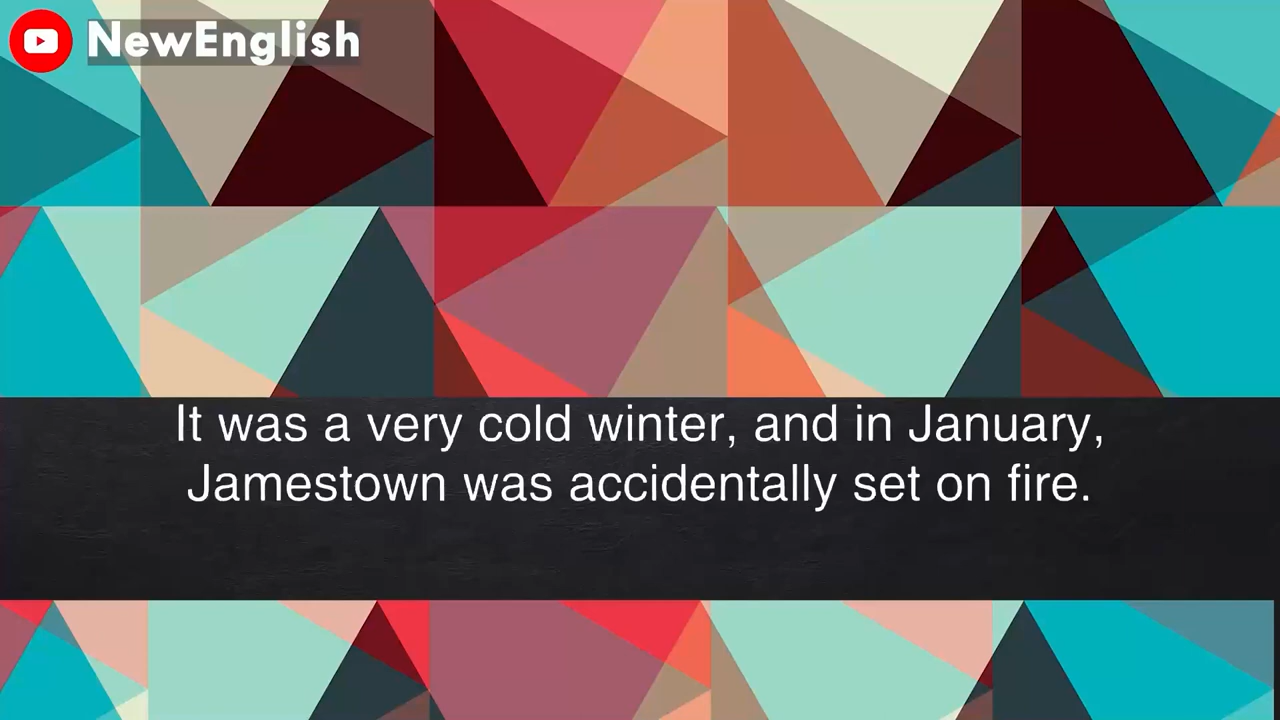 NewEnglish
It was a very cold winter, and in January,
Jamestown was accidentally set on fire.